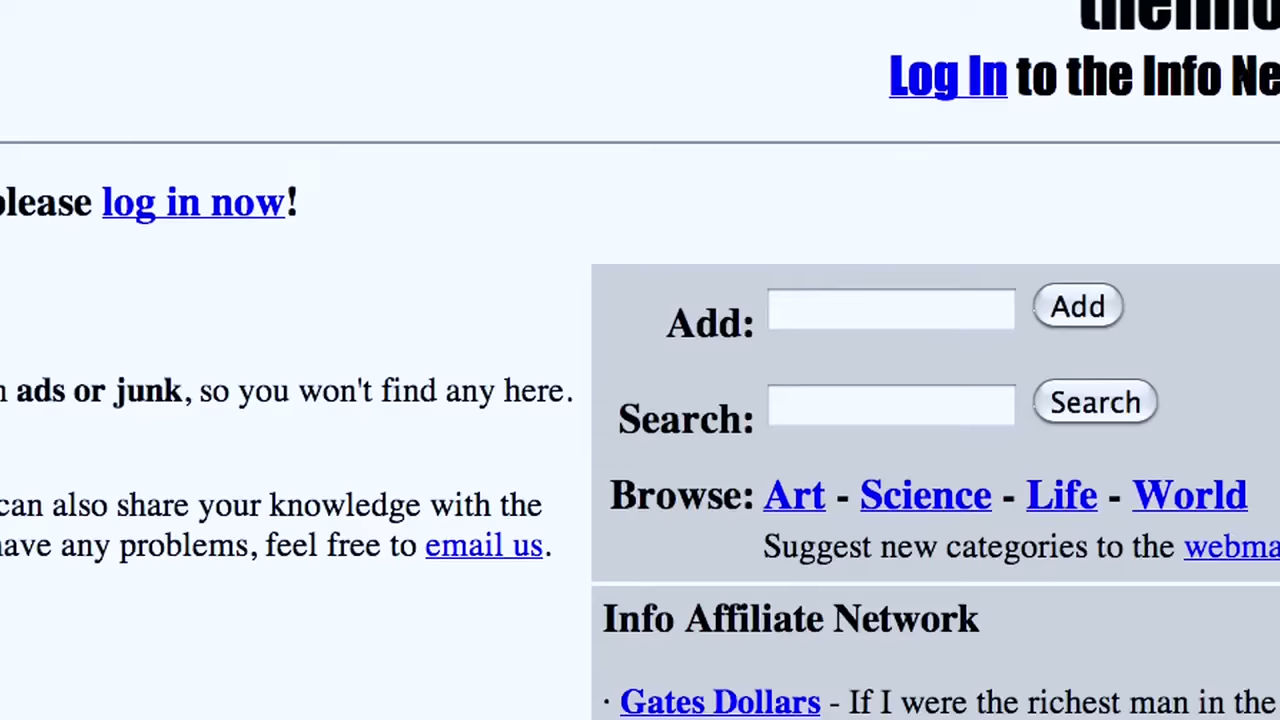 Log In to the Info Ne
please log in now!
Add: Add
ads or junk, so you won't find any here.
Search: Search
can also share your knowledge with the
have any problems, feel free to email us.
Browse: Art - Science - Life - World
Suggest new categories to the webma
Info Affiliate Network
· Gates Dollars - If I were the richest man in the